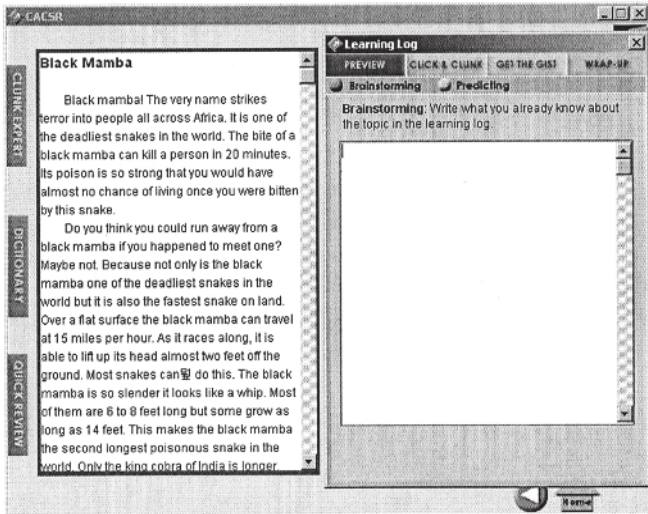 CACSR
CLUNK EXPERT
DICTIONARY
QUICK REVIEW
Black Mamba
Black mamba! The very name strikes
terror into people all across Africa. It is one of
the deadliest snakes in the world. The bite of a
black mamba can kill a person in 20 minutes.
Its poison is so strong that you would have
almost no chance of living once you were bitten
by this snake.
Do you think you could run away from a
black mamba if you happened to meet one?
Maybe not. Because not only is the black
mamba one of the deadliest snakes in the
world but it is also the fastest snake on land.
Over a flat surface the black mamba can travel
at 15 miles per hour. As it races along, it is
able to lift up its head almost two feet off the
ground. Most snakes can do this. The black
mamba is so slender it looks like a whip. Most
of them are 6 to 8 feet long but some grow as
long as 14 feet. This makes the black mamba
the second longest poisonous snake in the
world. Only the king cobra of India is longer.
Learning Log
PREVIEW CLICK & CLUNK GET THE GIST WRAP-UP
Brainstorming Predicting
Brainstorming: Write what you already know about
the topic in the learning log.
Home